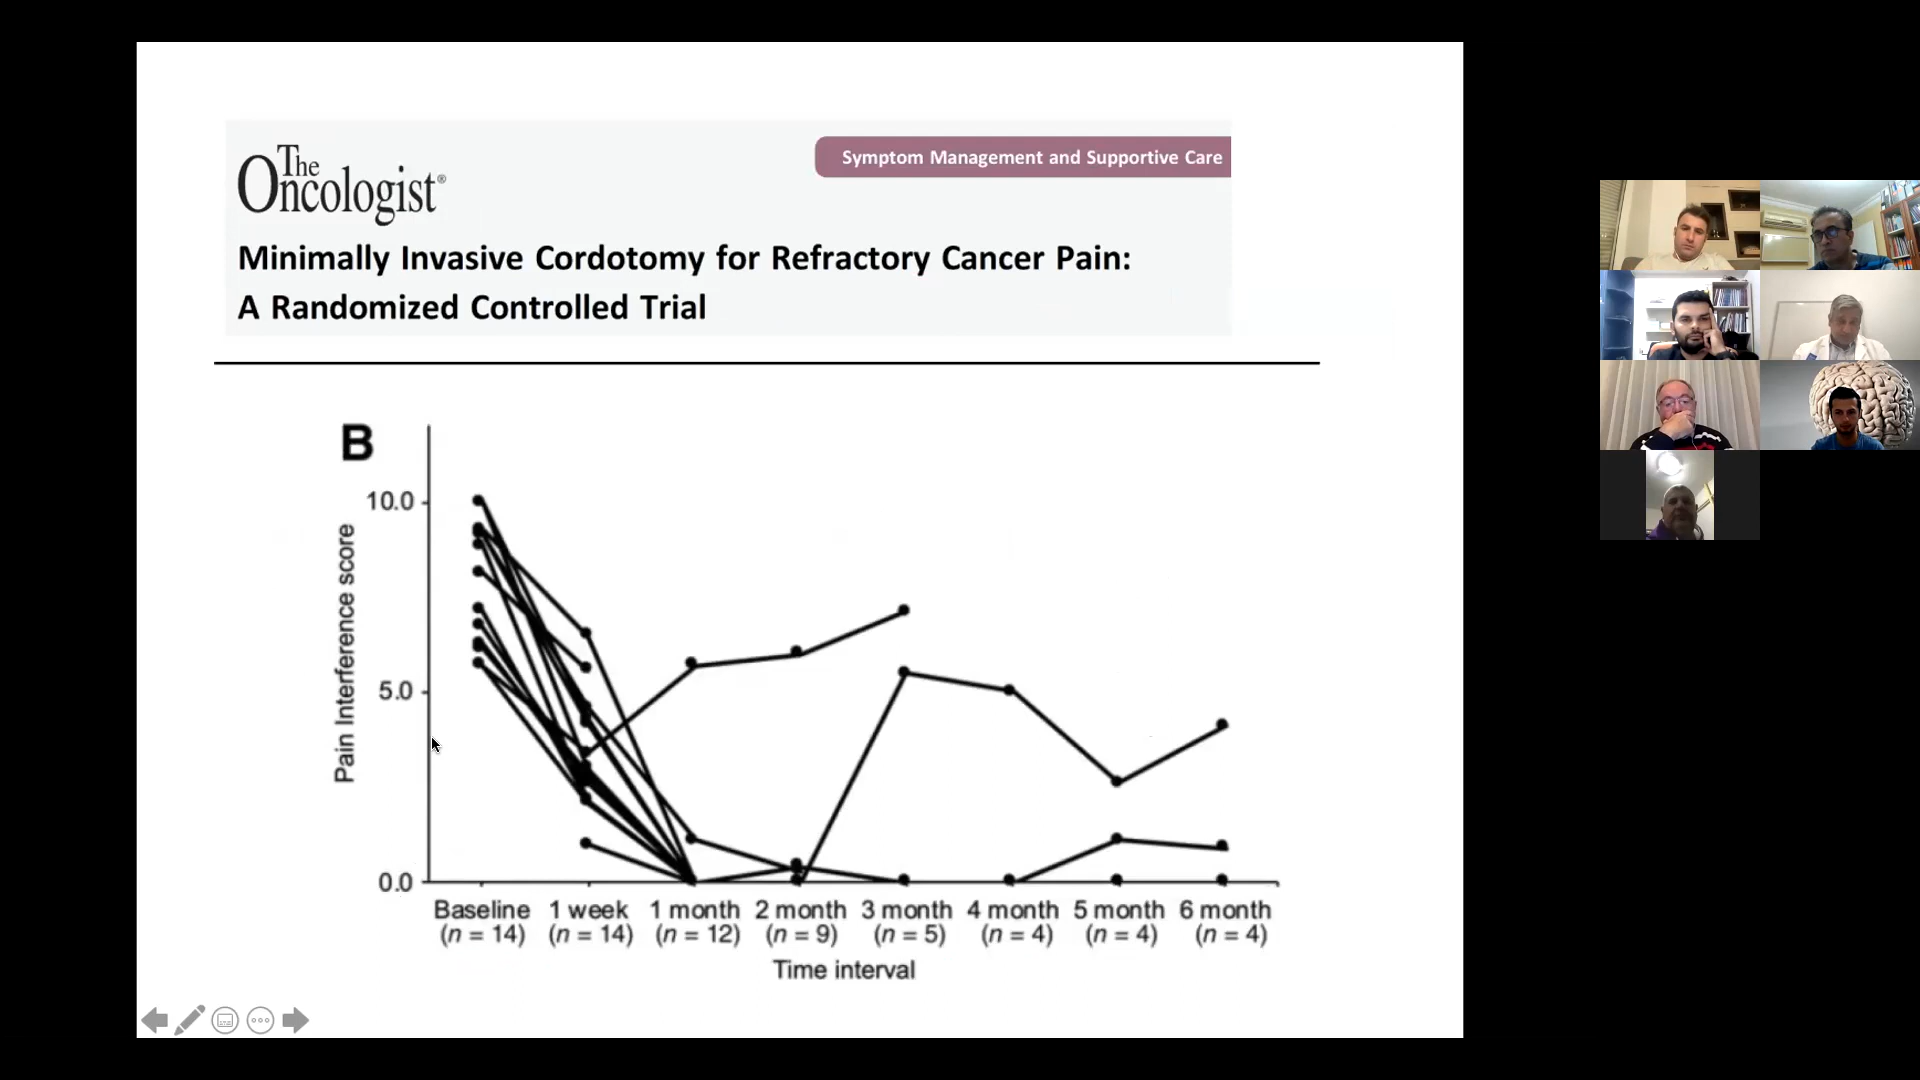 The
Oncologist®
Symptom Management and Supportive Care
Minimally Invasive Cordotomy for Refractory Cancer Pain:
A Randomized Controlled Trial
B
Pain Interference score
10.0
5.0
0.0
Baseline 1 week 1 month 2 month 3 month 4 month 5 month 6 month
(n = 14) (n = 14) (n = 12) (n = 9) (n = 5) (n = 4) (n = 4) (n = 4)
Time interval